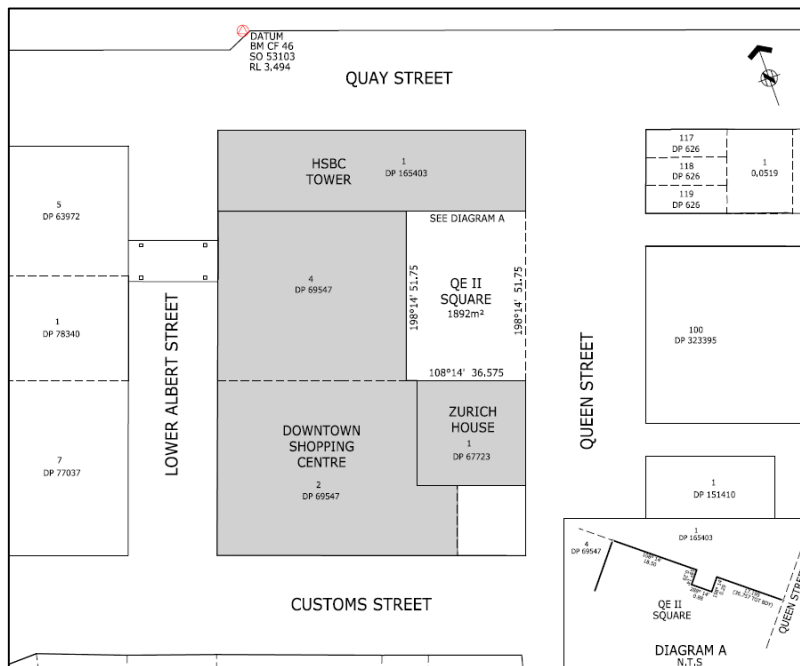 DATUM
BM CF 46
SO 53103
RL 3,494
QUAY STREET
HSBC
TOWER
1
DP 165403
117
DP 626
118
DP 626
119
DP 626
1
0,0519
5
DP 63972
SEE DIAGRAM A
4
DP 69547
198°14' 51.75
QE II
SQUARE
1892m²
198°14' 51.75
108°14' 36,575
1
DP 78340
LOWER ALBERT STREET
100
DP 323395
QUEEN STREET
DOWNTOWN
SHOPPING
CENTRE
2
DP 69547
ZURICH
HOUSE
1
DP 67723
7
DP 77037
1
DP 151410
CUSTOMS STREET
1
DP 165403
4
DP 69547
108° 14'
QE II
SQUARE
QUEEN STREET
DIAGRAM A
N.T.S